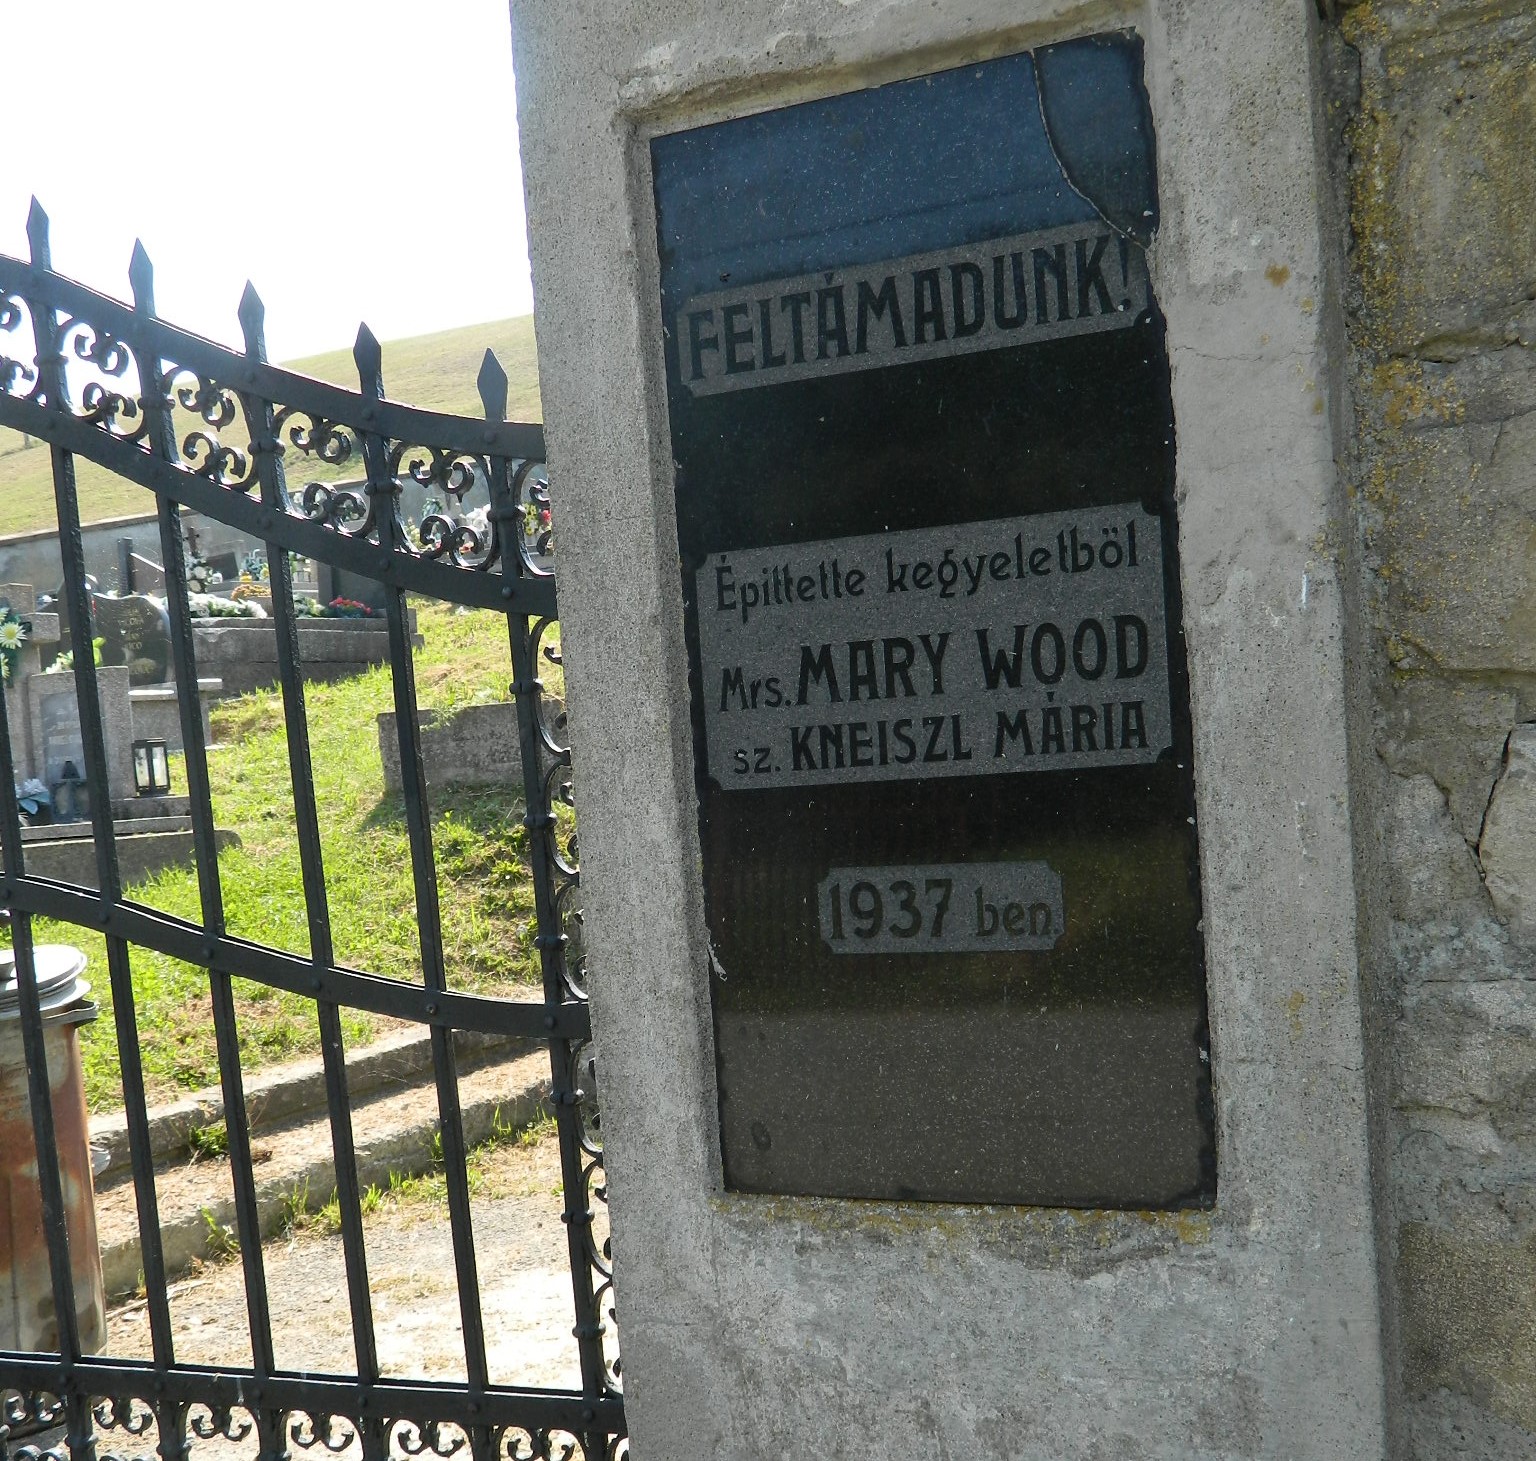 FELTÁMADUNK!
Épittette kegyeletből
Mrs. MARY WOOD
sz. KNEISZL MÁRIA
1937 ben.